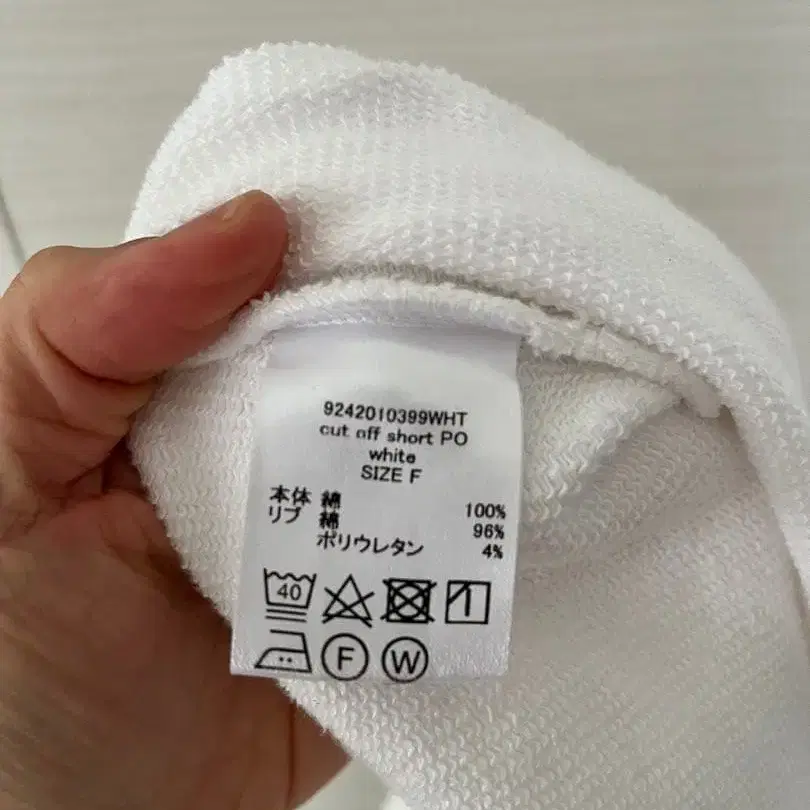 9242010399WHT
cut off short PO
white
SIZE F
本体 綿 100%
リブ 綿 96%
ポリウレタン 4%
40
F W